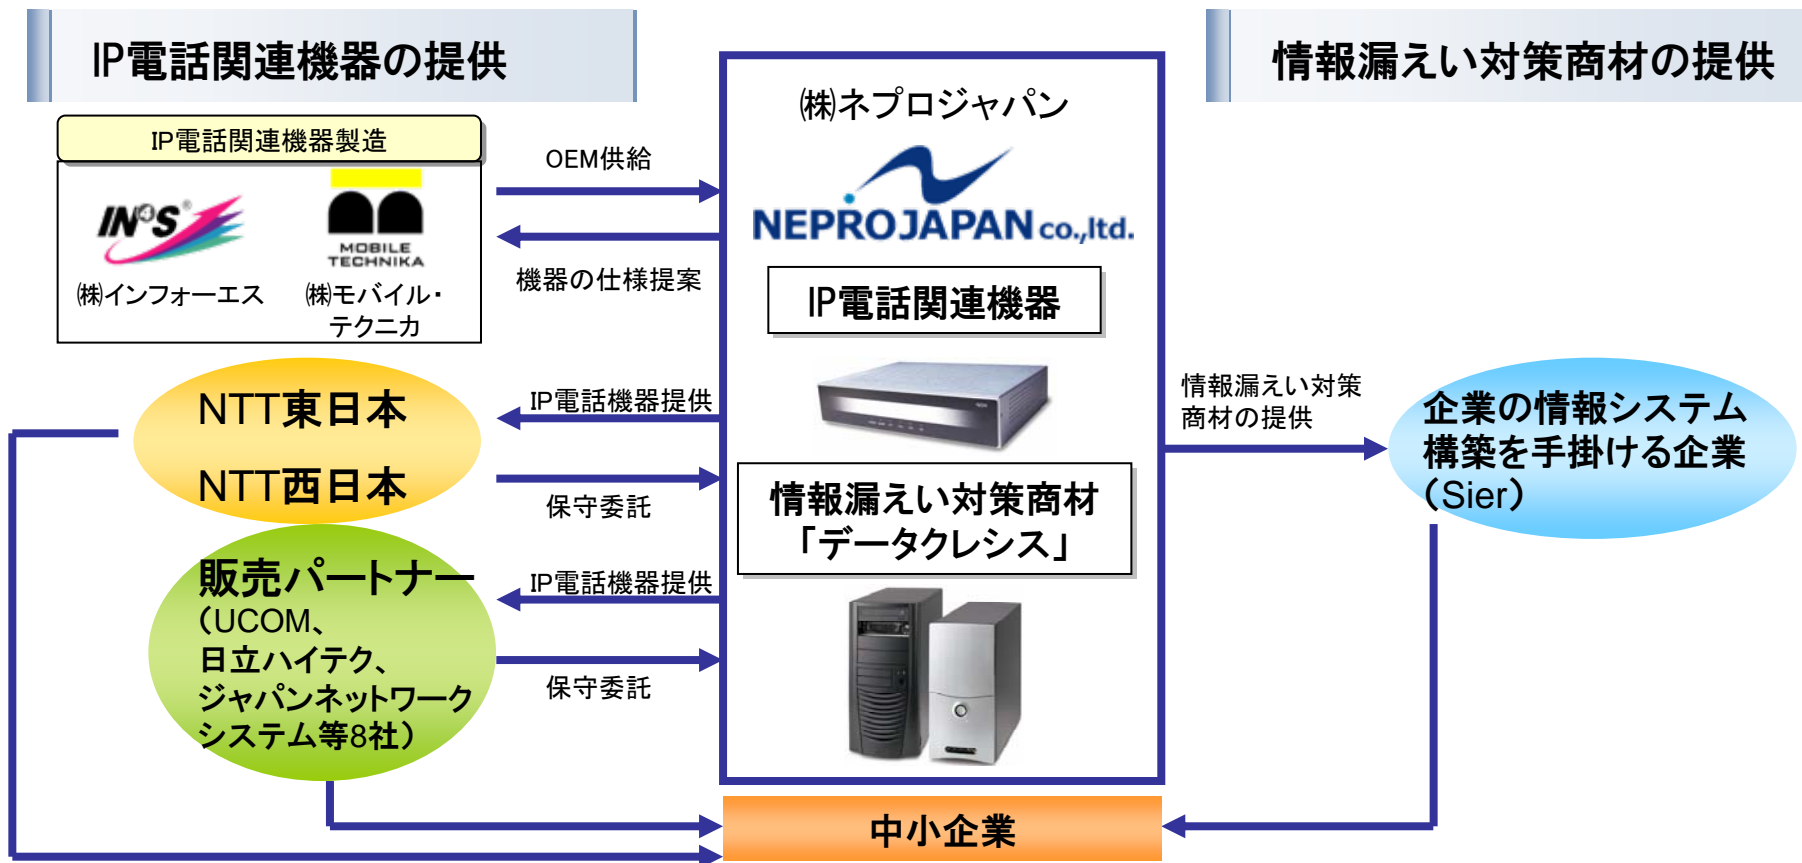 IP電話関連機器の提供
情報漏えい対策商材の提供
IP電話関連機器製造
INS®
MOBILE
TECHNIKA
㈱インフォーエス
㈱モバイル・
テクニカ
OEM供給
機器の仕様提案
㈱ネプロジャパン
NEPROJAPAN co.,ltd.
IP電話関連機器
情報漏えい対策商材
「データクレシス」
NTT東日本
NTT西日本
IP電話機器提供
保守委託
販売パートナー
（UCOM、
日立ハイテク、
ジャパンネットワーク
システム等8社）
IP電話機器提供
保守委託
情報漏えい対策
商材の提供
企業の情報システム
構築を手掛ける企業
（Sier）
中小企業